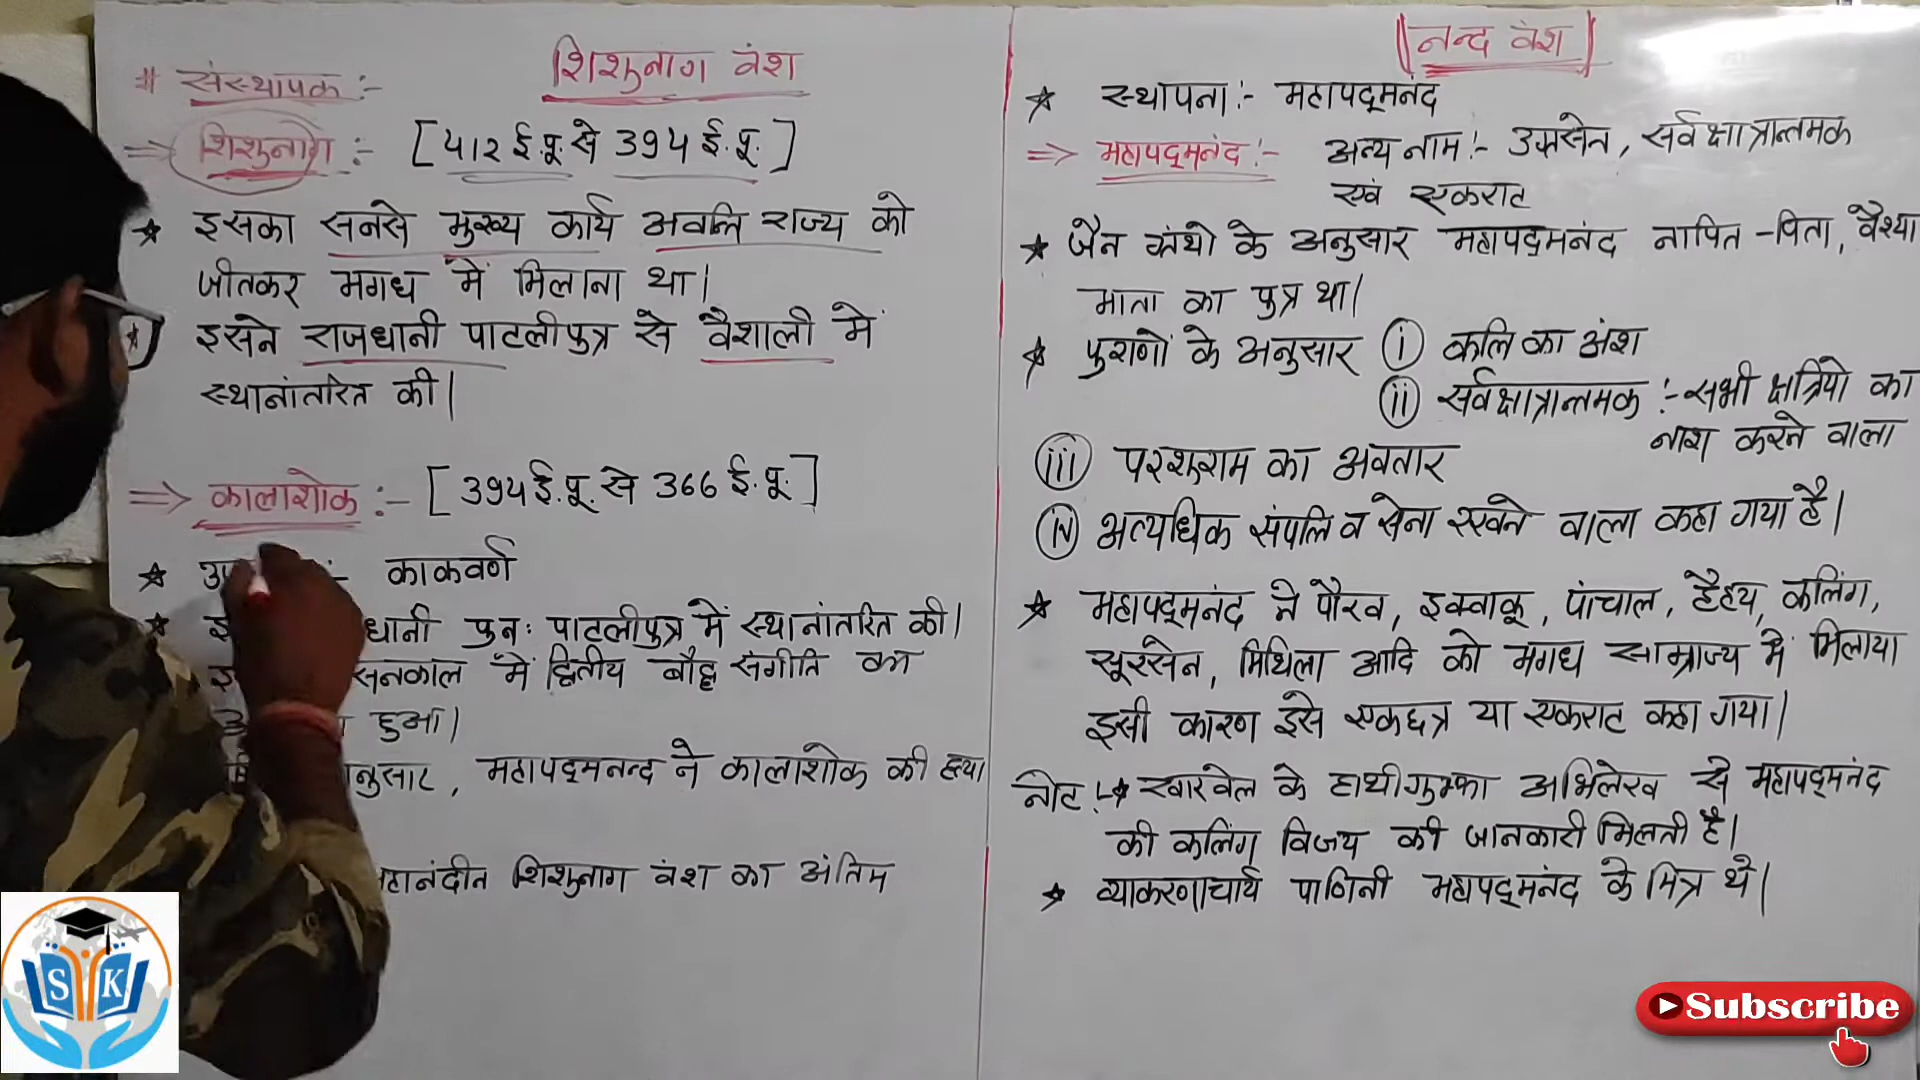 शिशुनाग वंश
# संस्थापक :-
⇒ शिशुनाग :- [412 ई.पू. से 394 ई.पू.]
★ इसका सबसे मुख्य कार्य अवन्ति राज्य को
जीतकर मगध में मिलाना था|
★ इसने राजधानी पाटलीपुत्र से वैशाली में
स्थानांतरित की|
⇒ कालाशोक :- [394 ई.पू. से 366 ई.पू.]
★ :- काकवर्ण
★ पुनः पाटलीपुत्र में स्थानांतरित की|
में द्वितीय बौद्ध संगीति का
हुआ|
, महापद्मनन्द ने कालाशोक की हत्या
शिशुनाग वंश का अंतिम
नन्द वंश
★ स्थापना :- महापद्मनंद
⇒ महापद्मनंद :- अन्य नाम :- उग्रसेन, सर्वक्षात्रान्तमक
एवं एकराट
★ जैन ग्रंथो के अनुसार महापद्मनंद नापित - पिता, वैश्या
माता का पुत्र था|
★ पुराणों के अनुसार (i) कलि का अंश
(ii) सर्वक्षात्रान्तमक :- सभी क्षत्रियो का
नाश करने वाला
(iii) परशुराम का अवतार
(iv) अत्यधिक संपत्ति व सेना रखने वाला कहा गया है|
★ महापद्मनंद ने पौरव, इक्वाकू, पांचाल, हैहय, कलिंग,
सूरसेन, मिथिला आदि को मगध साम्राज्य में मिलाया
इसी कारण इसे एकछत्र या एकराट कहा गया|
नोट :-★ खारवेल के हाथीगुम्फा अभिलेख से महापद्मनंद
की कलिंग विजय की जानकारी मिलती है|
★ व्याकरणाचार्य पाणिनी महापद्मनंद के मित्र थे|
SK
Subscribe